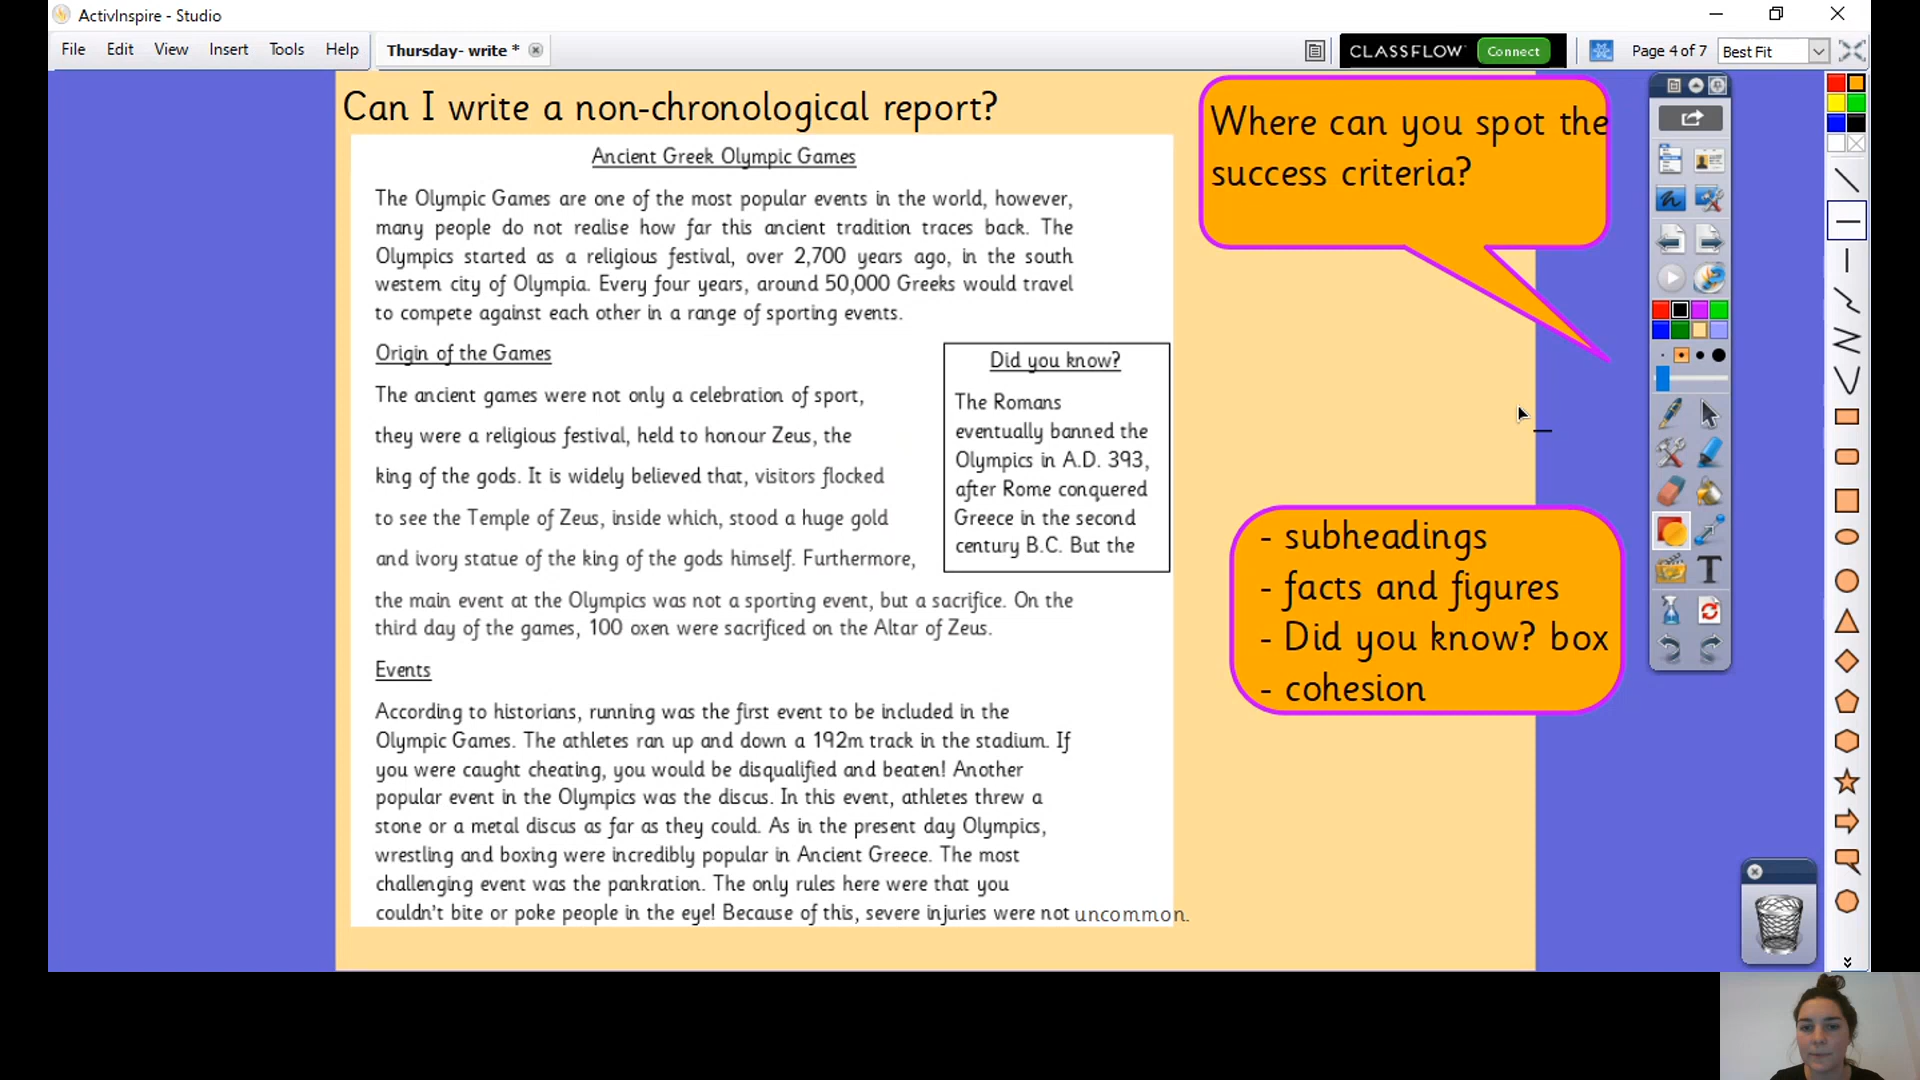 ActivInspire - Studio
File Edit View Insert Tools Help
Thursday- write *
CLASSFLOW Connect
Page 4 of 7
Best Fit
Can I write a non-chronological report?
Ancient Greek Olympic Games
The Olympic Games are one of the most popular events in the world, however,
many people do not realise how far this ancient tradition traces back. The
Olympics started as a religious festival, over 2,700 years ago, in the south
western city of Olympia. Every four years, around 50,000 Greeks would travel
to compete against each other in a range of sporting events.
Origin of the Games
The ancient games were not only a celebration of sport,
they were a religious festival, held to honour Zeus, the
king of the gods. It is widely believed that, visitors flocked
to see the Temple of Zeus, inside which, stood a huge gold
and ivory statue of the king of the gods himself. Furthermore,
the main event at the Olympics was not a sporting event, but a sacrifice. On the
third day of the games, 100 oxen were sacrificed on the Altar of Zeus.
Did you know?
The Romans
eventually banned the
Olympics in A.D. 393,
after Rome conquered
Greece in the second
century B.C. But the
Events
According to historians, running was the first event to be included in the
Olympic Games. The athletes ran up and down a 192m track in the stadium. If
you were caught cheating, you would be disqualified and beaten! Another
popular event in the Olympics was the discus. In this event, athletes threw a
stone or a metal discus as far as they could. As in the present day Olympics,
wrestling and boxing were incredibly popular in Ancient Greece. The most
challenging event was the pankration. The only rules here were that you
couldn't bite or poke people in the eye! Because of this, severe injuries were not uncommon.
Where can you spot the
success criteria?
- subheadings
- facts and figures
- Did you know? box
- cohesion